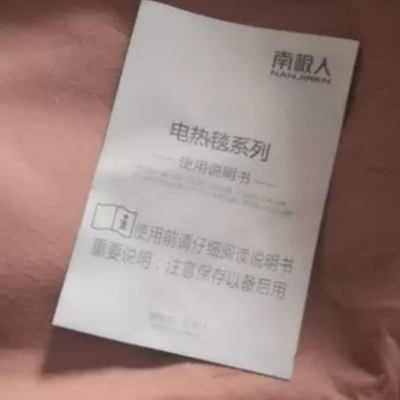 南极人
NANJIREN
电热毯系列
使用说明书
使用前请仔细阅读说明书
重要说明：注意保存以备后用